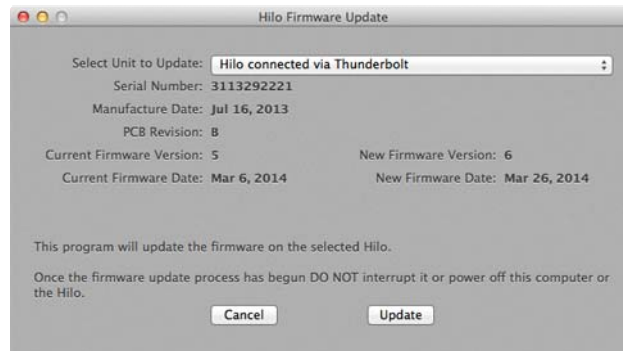 Hilo Firmware Update
Select Unit to Update: Hilo connected via Thunderbolt
Serial Number: 3113292221
Manufacture Date: Jul 16, 2013
PCB Revision: B
Current Firmware Version: 5 New Firmware Version: 6
Current Firmware Date: Mar 6, 2014 New Firmware Date: Mar 26, 2014
This program will update the firmware on the selected Hilo.
Once the firmware update process has begun DO NOT interrupt it or power off this computer or
the Hilo.
Cancel Update